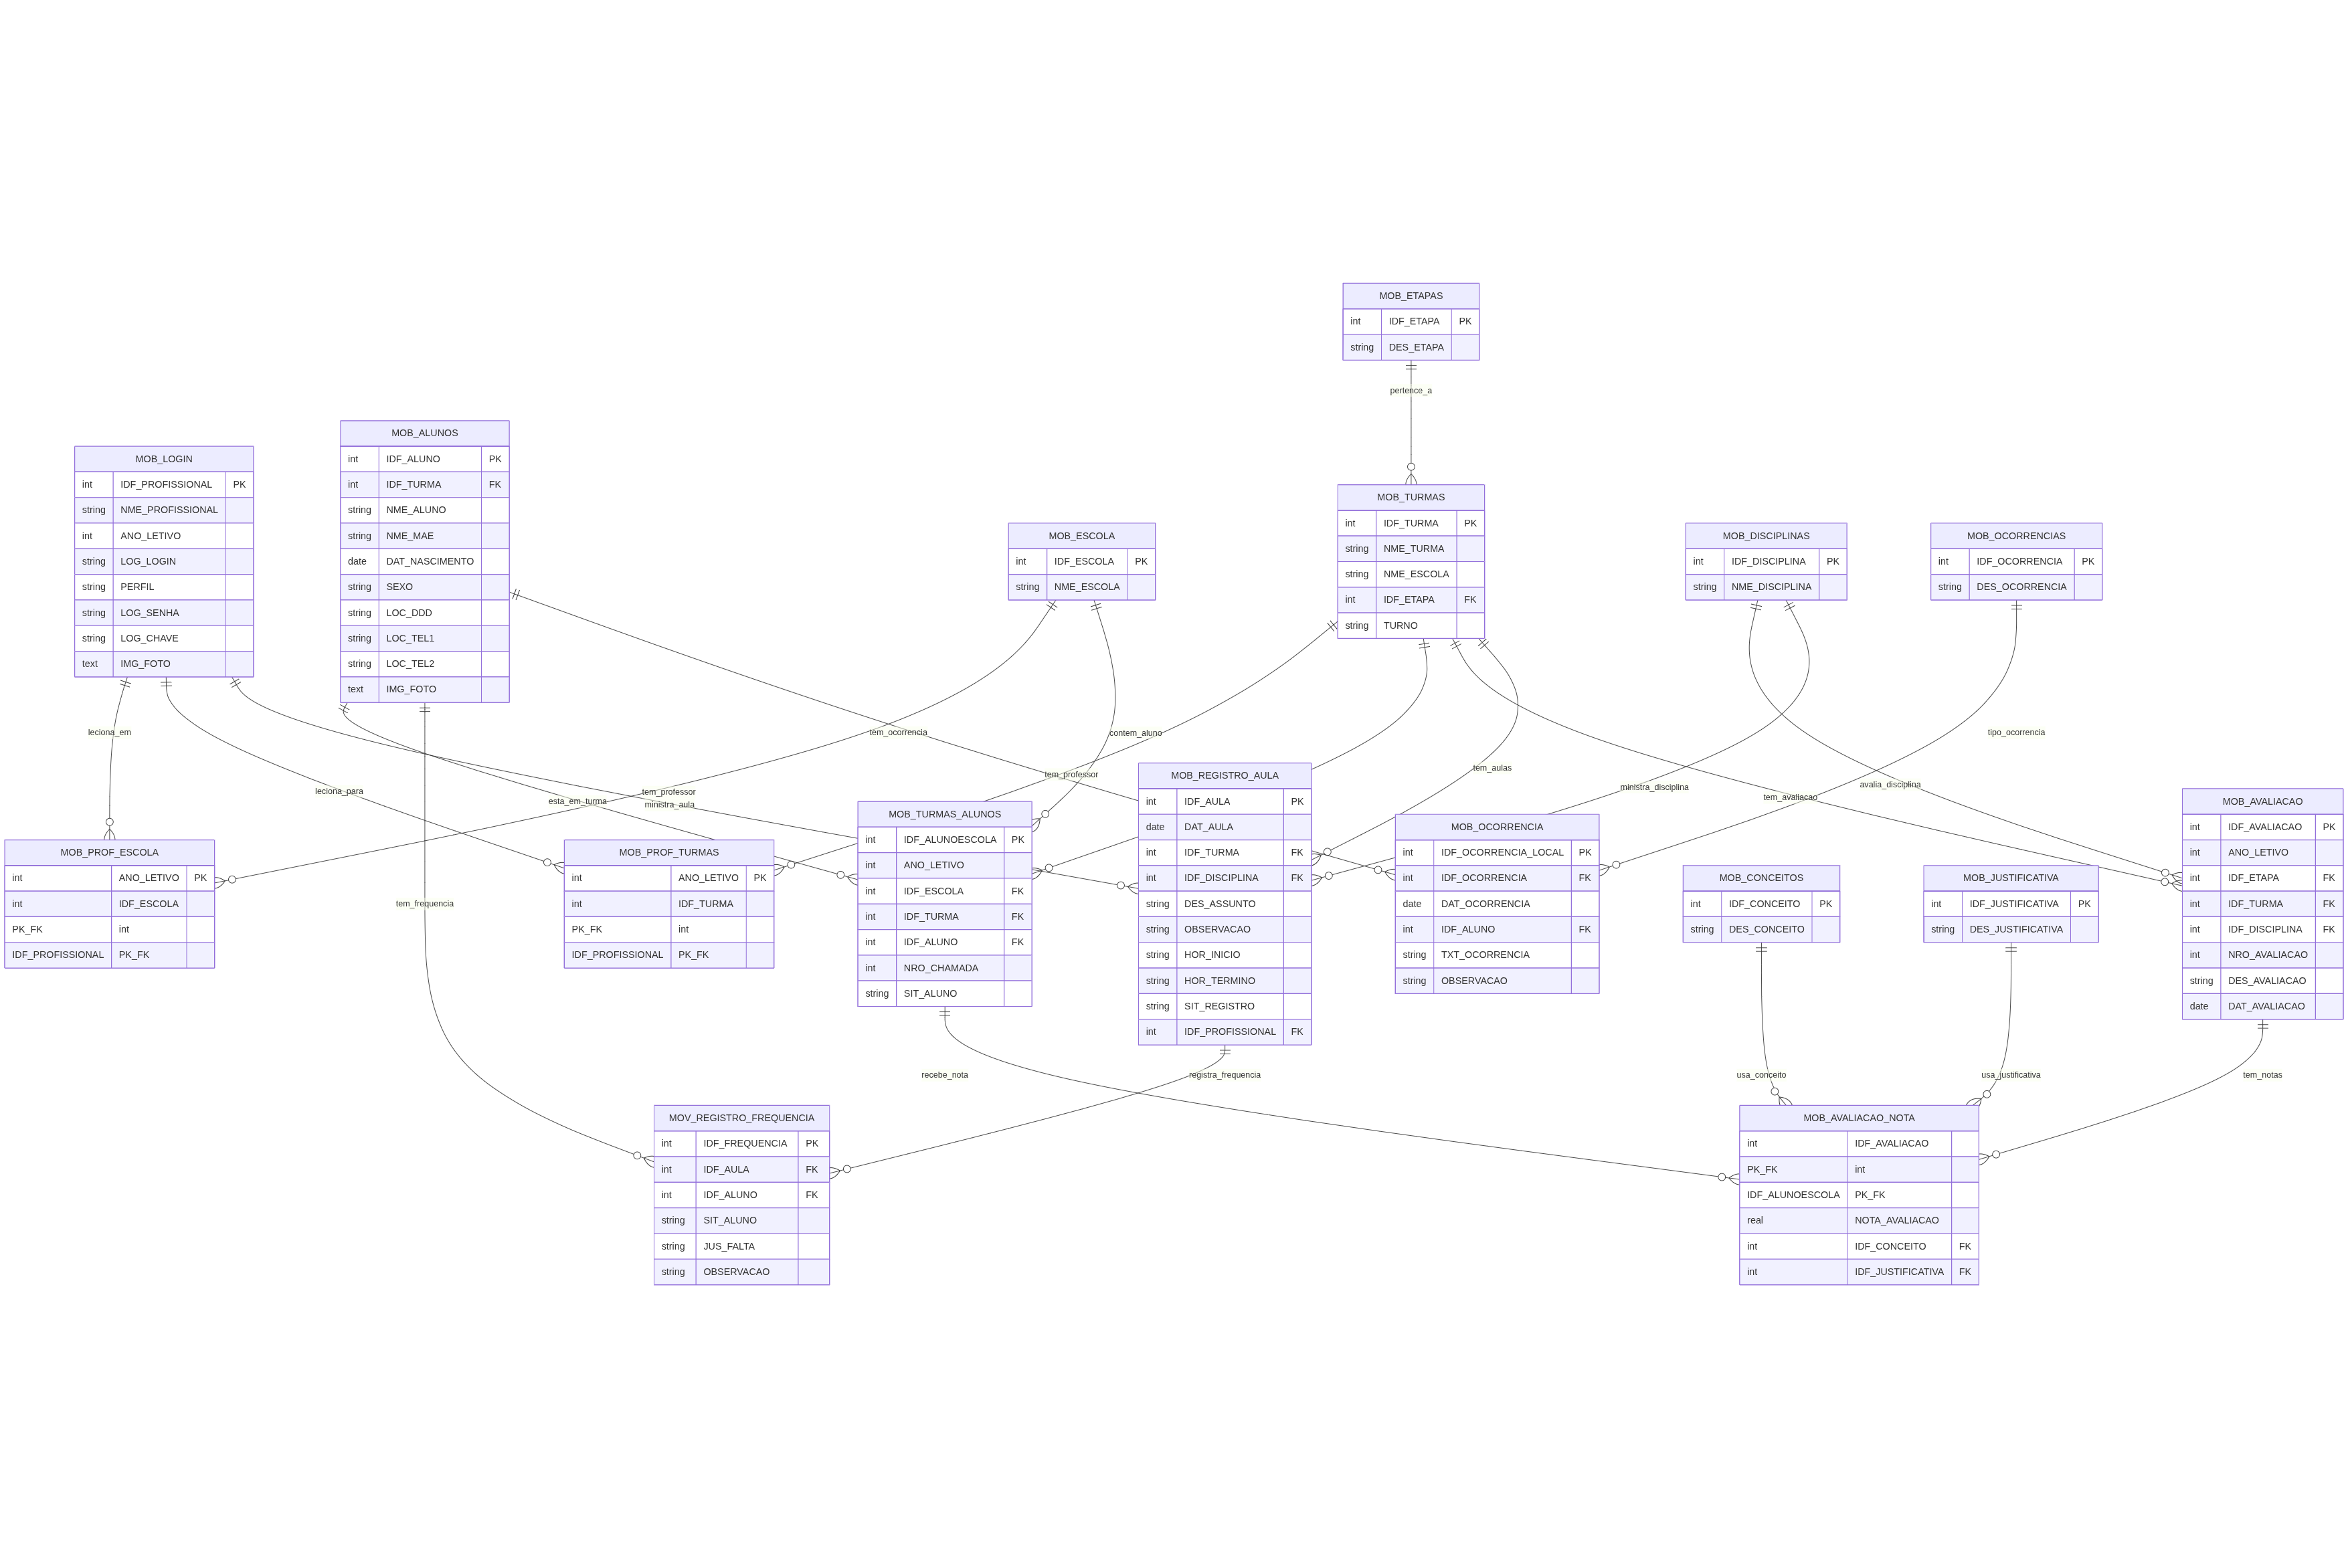 MOB_ETAPAS
int IDF_ETAPA PK
string DES_ETAPA
pertence_a
MOB_LOGIN
int IDF_PROFISSIONAL PK
string NME_PROFISSIONAL
int ANO_LETIVO
string LOG_LOGIN
string PERFIL
string LOG_SENHA
string LOG_CHAVE
text IMG_FOTO
MOB_ALUNOS
int IDF_ALUNO PK
int IDF_TURMA FK
string NME_ALUNO
string NME_MAE
date DAT_NASCIMENTO
string SEXO
string LOC_DDD
string LOC_TEL1
string LOC_TEL2
text IMG_FOTO
MOB_ESCOLA
int IDF_ESCOLA PK
string NME_ESCOLA
MOB_TURMAS
int IDF_TURMA PK
string NME_TURMA
string NME_ESCOLA
int IDF_ETAPA FK
string TURNO
MOB_DISCIPLINAS
int IDF_DISCIPLINA PK
string NME_DISCIPLINA
MOB_OCORRENCIAS
int IDF_OCORRENCIA PK
string DES_OCORRENCIA
leciona_em
tem_ocorrencia
contem_aluno
tipo_ocorrencia
leciona_para
esta_em_turma
tem_professor
ministra_aula
tem_professor
tem_aulas
ministra_disciplina
tem_avaliacao
avalia_disciplina
MOB_PROF_ESCOLA
int ANO_LETIVO PK
int IDF_ESCOLA
PK_FK int
IDF_PROFISSIONAL PK_FK
tem_frequencia
MOB_PROF_TURMAS
int ANO_LETIVO PK
int IDF_TURMA
PK_FK int
IDF_PROFISSIONAL PK_FK
MOB_TURMAS_ALUNOS
int IDF_ALUNOESCOLA PK
int ANO_LETIVO
int IDF_ESCOLA FK
int IDF_TURMA FK
int IDF_ALUNO FK
int NRO_CHAMADA
string SIT_ALUNO
MOB_REGISTRO_AULA
int IDF_AULA PK
date DAT_AULA
int IDF_TURMA FK
int IDF_DISCIPLINA FK
string DES_ASSUNTO
string OBSERVACAO
string HOR_INICIO
string HOR_TERMINO
string SIT_REGISTRO
int IDF_PROFISSIONAL FK
MOB_OCORRENCIA
int IDF_OCORRENCIA_LOCAL PK
int IDF_OCORRENCIA FK
date DAT_OCORRENCIA
int IDF_ALUNO FK
string TXT_OCORRENCIA
string OBSERVACAO
MOB_CONCEITOS
int IDF_CONCEITO PK
string DES_CONCEITO
MOB_JUSTIFICATIVA
int IDF_JUSTIFICATIVA PK
string DES_JUSTIFICATIVA
MOB_AVALIACAO
int IDF_AVALIACAO PK
int ANO_LETIVO
int IDF_ETAPA FK
int IDF_TURMA FK
int IDF_DISCIPLINA FK
int NRO_AVALIACAO
string DES_AVALIACAO
date DAT_AVALIACAO
recebe_nota
registra_frequencia
usa_conceito
usa_justificativa
tem_notas
MOV_REGISTRO_FREQUENCIA
int IDF_FREQUENCIA PK
int IDF_AULA FK
int IDF_ALUNO FK
string SIT_ALUNO
string JUS_FALTA
string OBSERVACAO
MOB_AVALIACAO_NOTA
int IDF_AVALIACAO
PK_FK int
IDF_ALUNOESCOLA PK_FK
real NOTA_AVALIACAO
int IDF_CONCEITO FK
int IDF_JUSTIFICATIVA FK